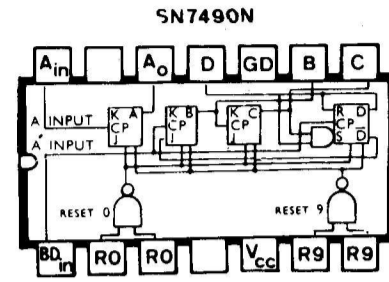 SN7490N
Ain Ao D GD B C
K A K B K C R D
CP CP CP CP
J J J S D
A INPUT
A' INPUT
RESET 0 RESET 9
BDin R0 R0 Vcc R9 R9